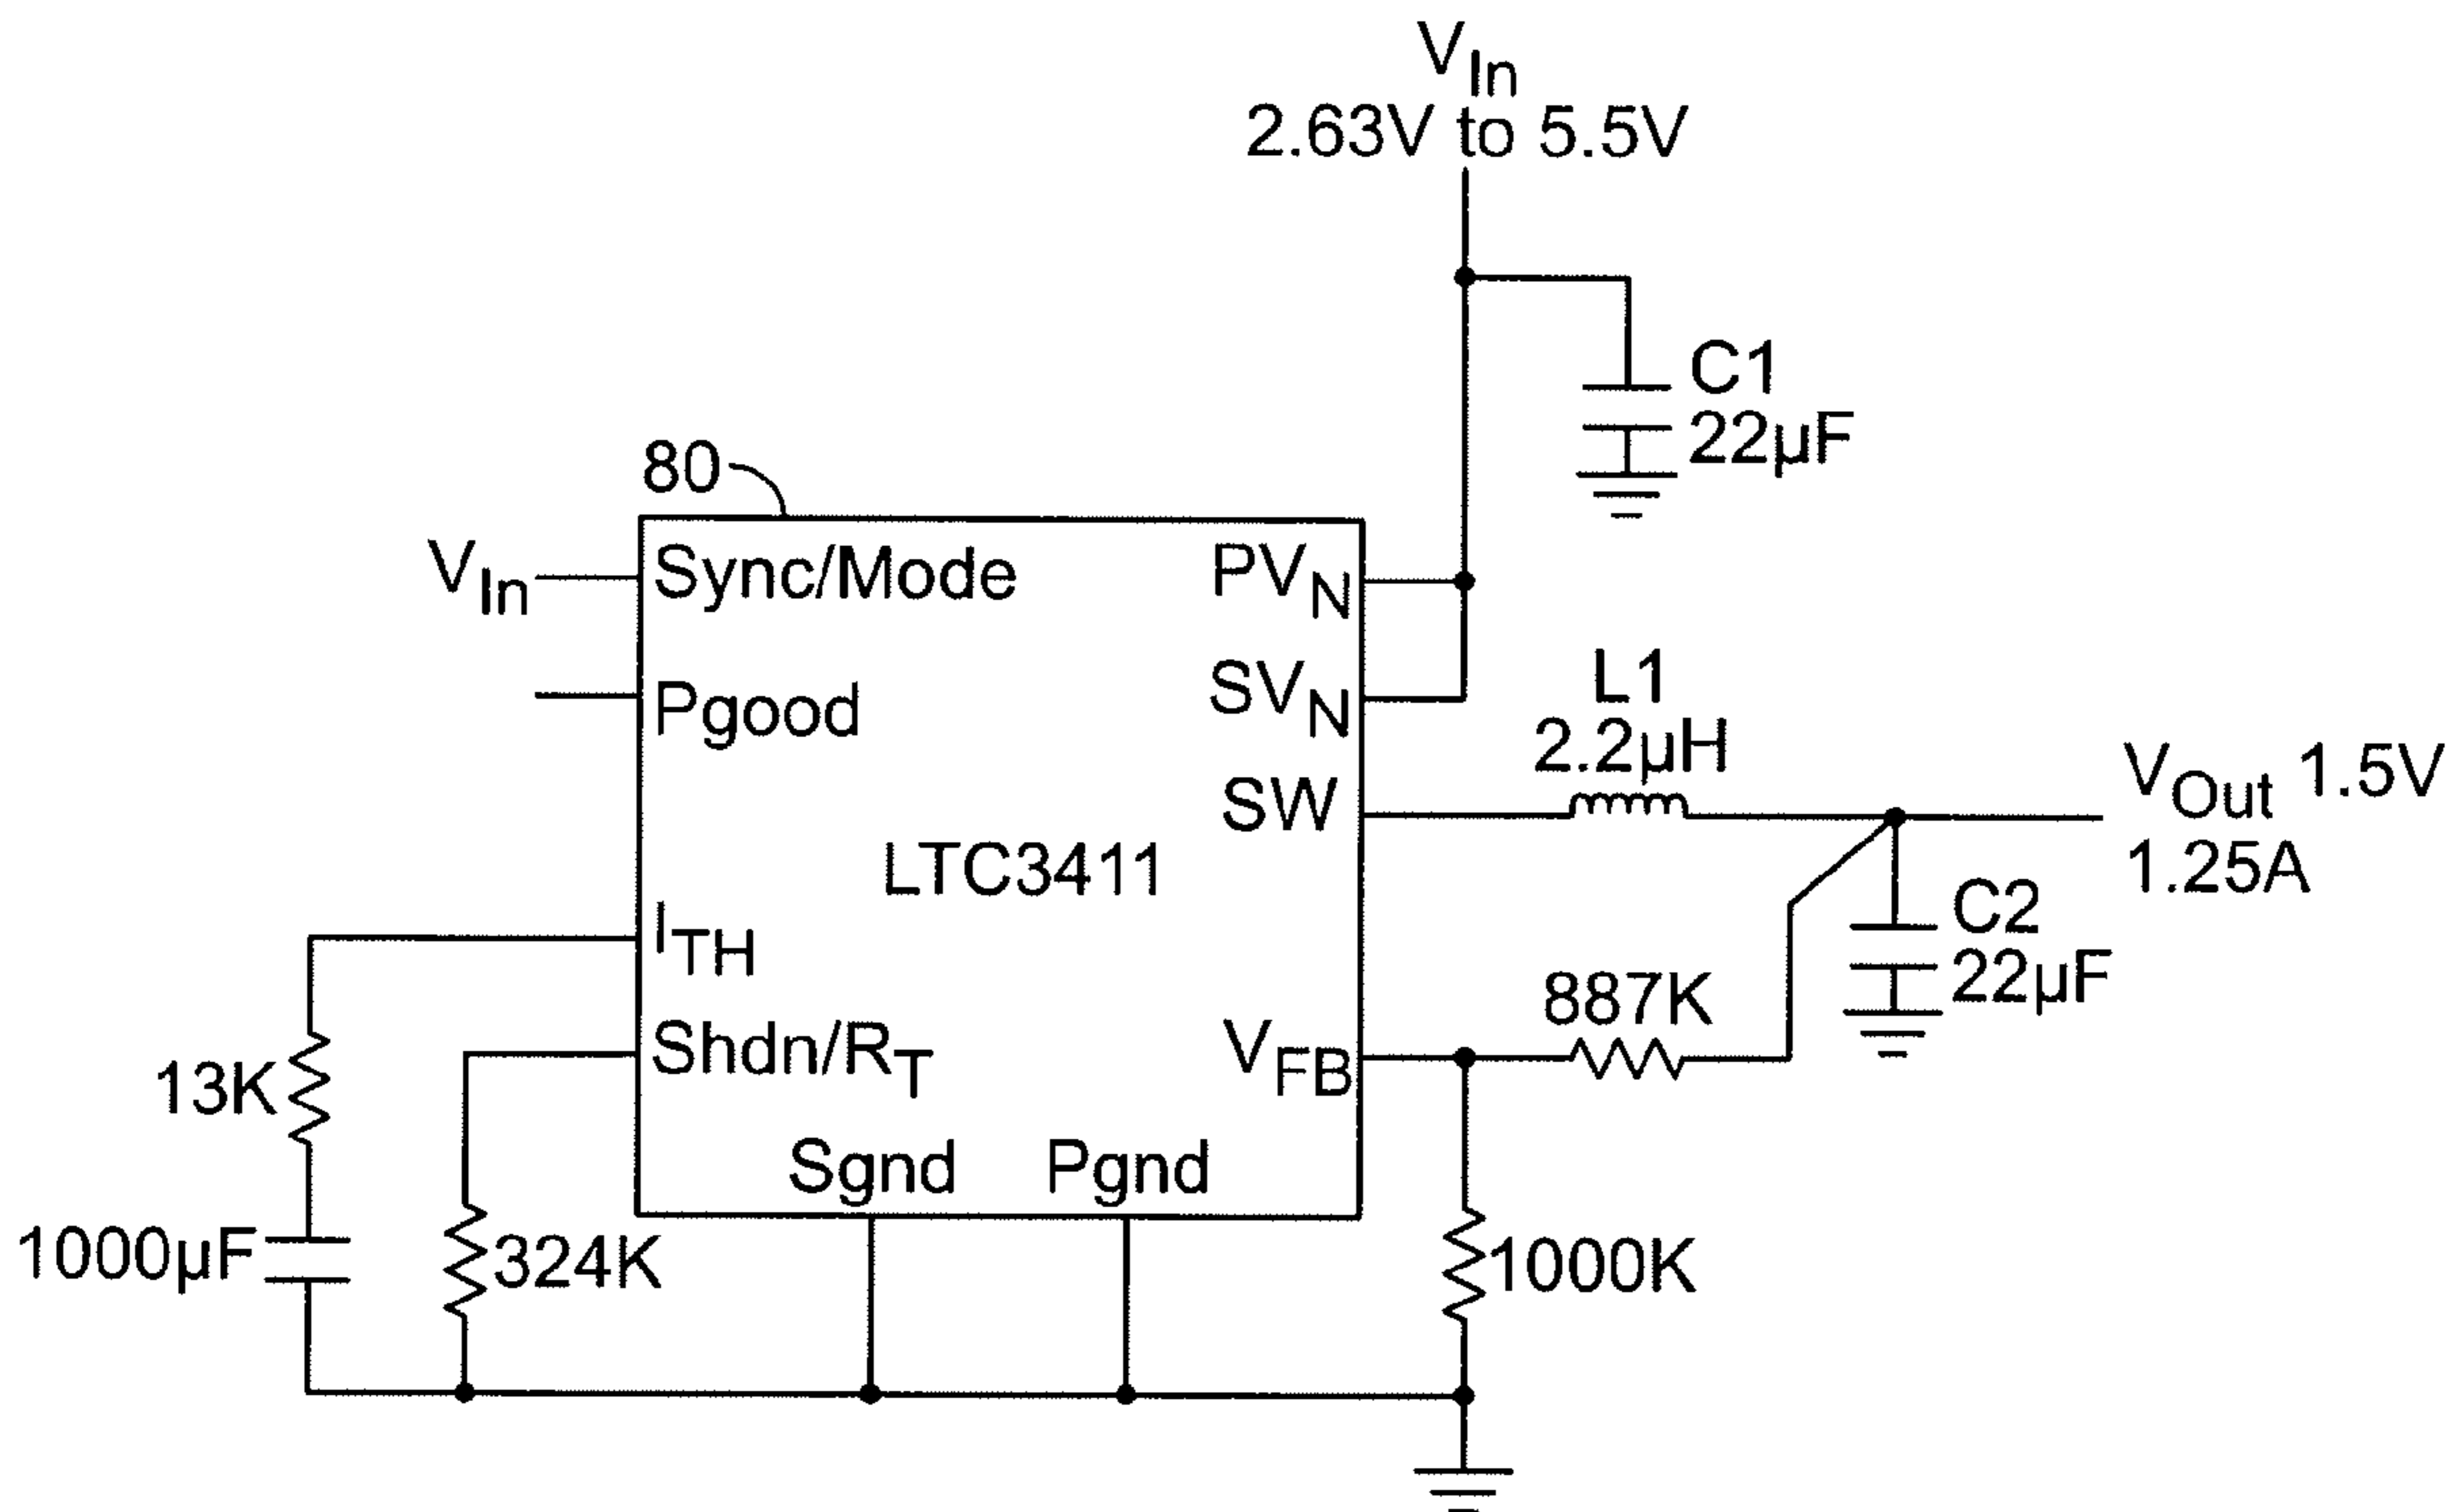 VIn
2.63V to 5.5V
C1
22µF
80
VIn
Sync/Mode
PVN
Pgood
SVN
L1
2.2µH
SW
VOut 1.5V
1.25A
LTC3411
C2
22µF
ITH
887K
Shdn/RT
VFB
13K
Sgnd
Pgnd
1000µF
324K
1000K